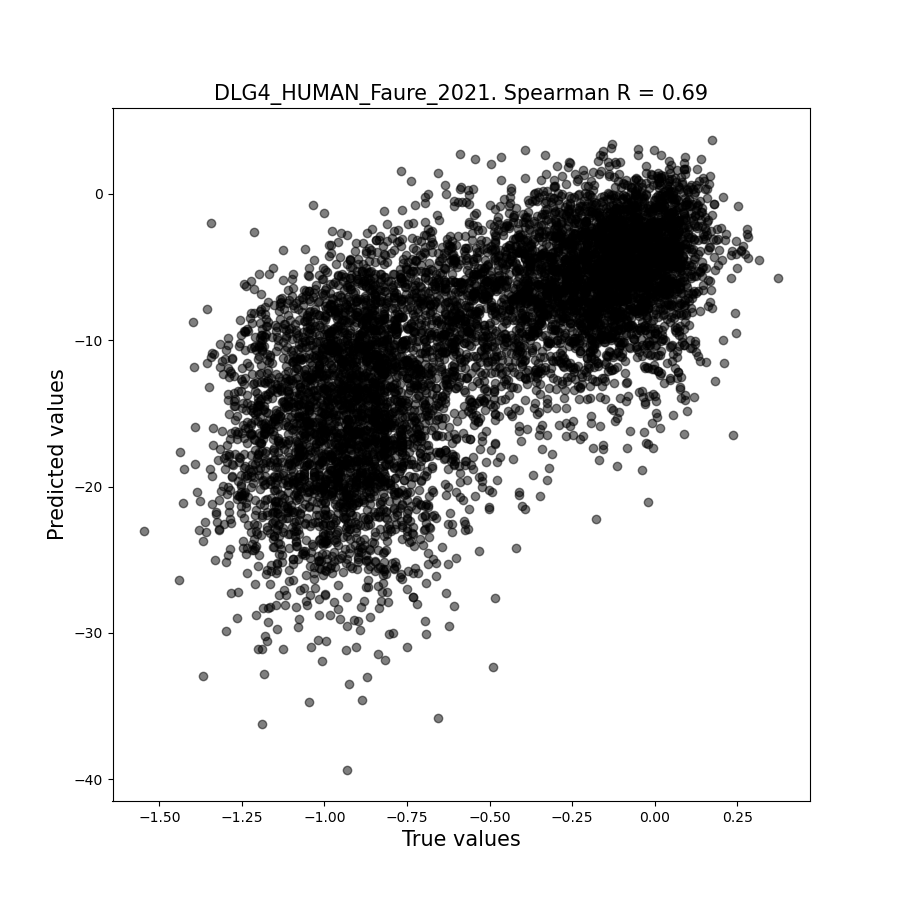 DLG4_HUMAN_Faure_2021. Spearman R = 0.69
Predicted values
0
−10
−20
−30
−40
−1.50 −1.25 −1.00 −0.75 −0.50 −0.25 0.00 0.25
True values